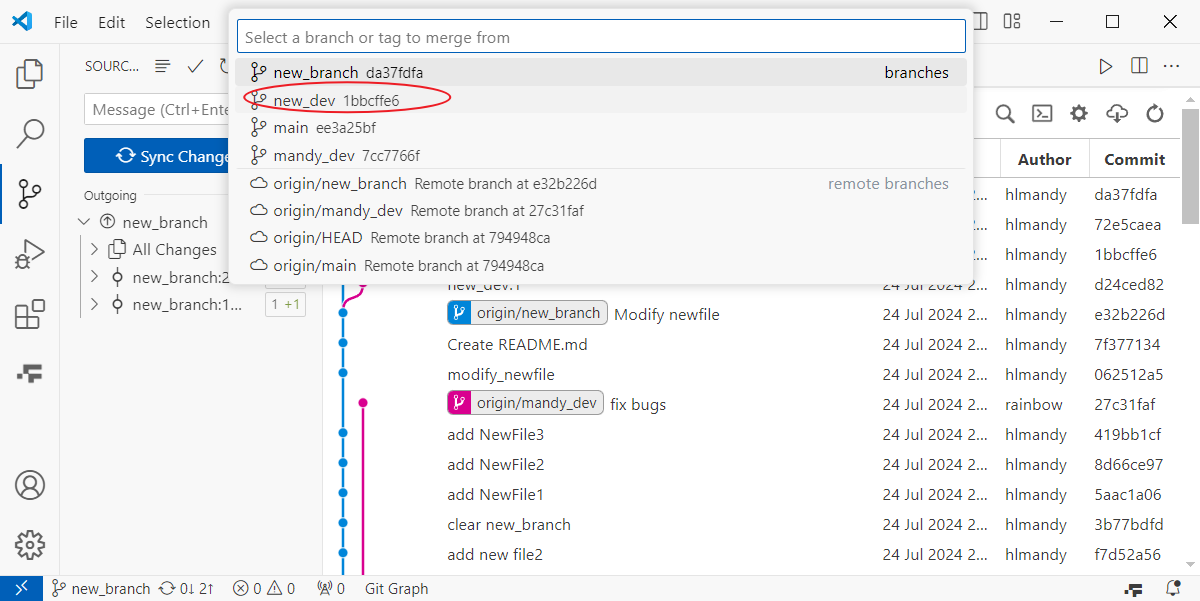 File Edit Selection
Select a branch or tag to merge from
new_branch da37fdfa branches
new_dev 1bbcffe6
main ee3a25bf
mandy_dev 7cc7766f
origin/new_branch Remote branch at e32b226d remote branches
origin/mandy_dev Remote branch at 27c31faf
origin/HEAD Remote branch at 794948ca
origin/main Remote branch at 794948ca
SOURC...
Message (Ctrl+Ente
Sync Change
Outgoing
new_branch
All Changes
new_branch:2
new_branch:1... 1 +1
Author Commit
2... hlmandy da37fdfa
2... hlmandy 72e5caea
2... hlmandy 1bbcffe6
new_dev:1 24 Jul 2024 2... hlmandy d24ced82
origin/new_branch Modify newfile 24 Jul 2024 2... hlmandy e32b226d
Create README.md 24 Jul 2024 2... hlmandy 7f377134
modify_newfile 24 Jul 2024 2... hlmandy 062512a5
origin/mandy_dev fix bugs 24 Jul 2024 2... rainbow 27c31faf
add NewFile3 24 Jul 2024 2... hlmandy 419bb1cf
add NewFile2 24 Jul 2024 2... hlmandy 8d66ce97
add NewFile1 24 Jul 2024 2... hlmandy 5aac1a06
clear new_branch 24 Jul 2024 2... hlmandy 3b77bdfd
add new file2 24 Jul 2024 2... hlmandy f7d52a56
new_branch 0↓ 2↑ 0 0 0 Git Graph